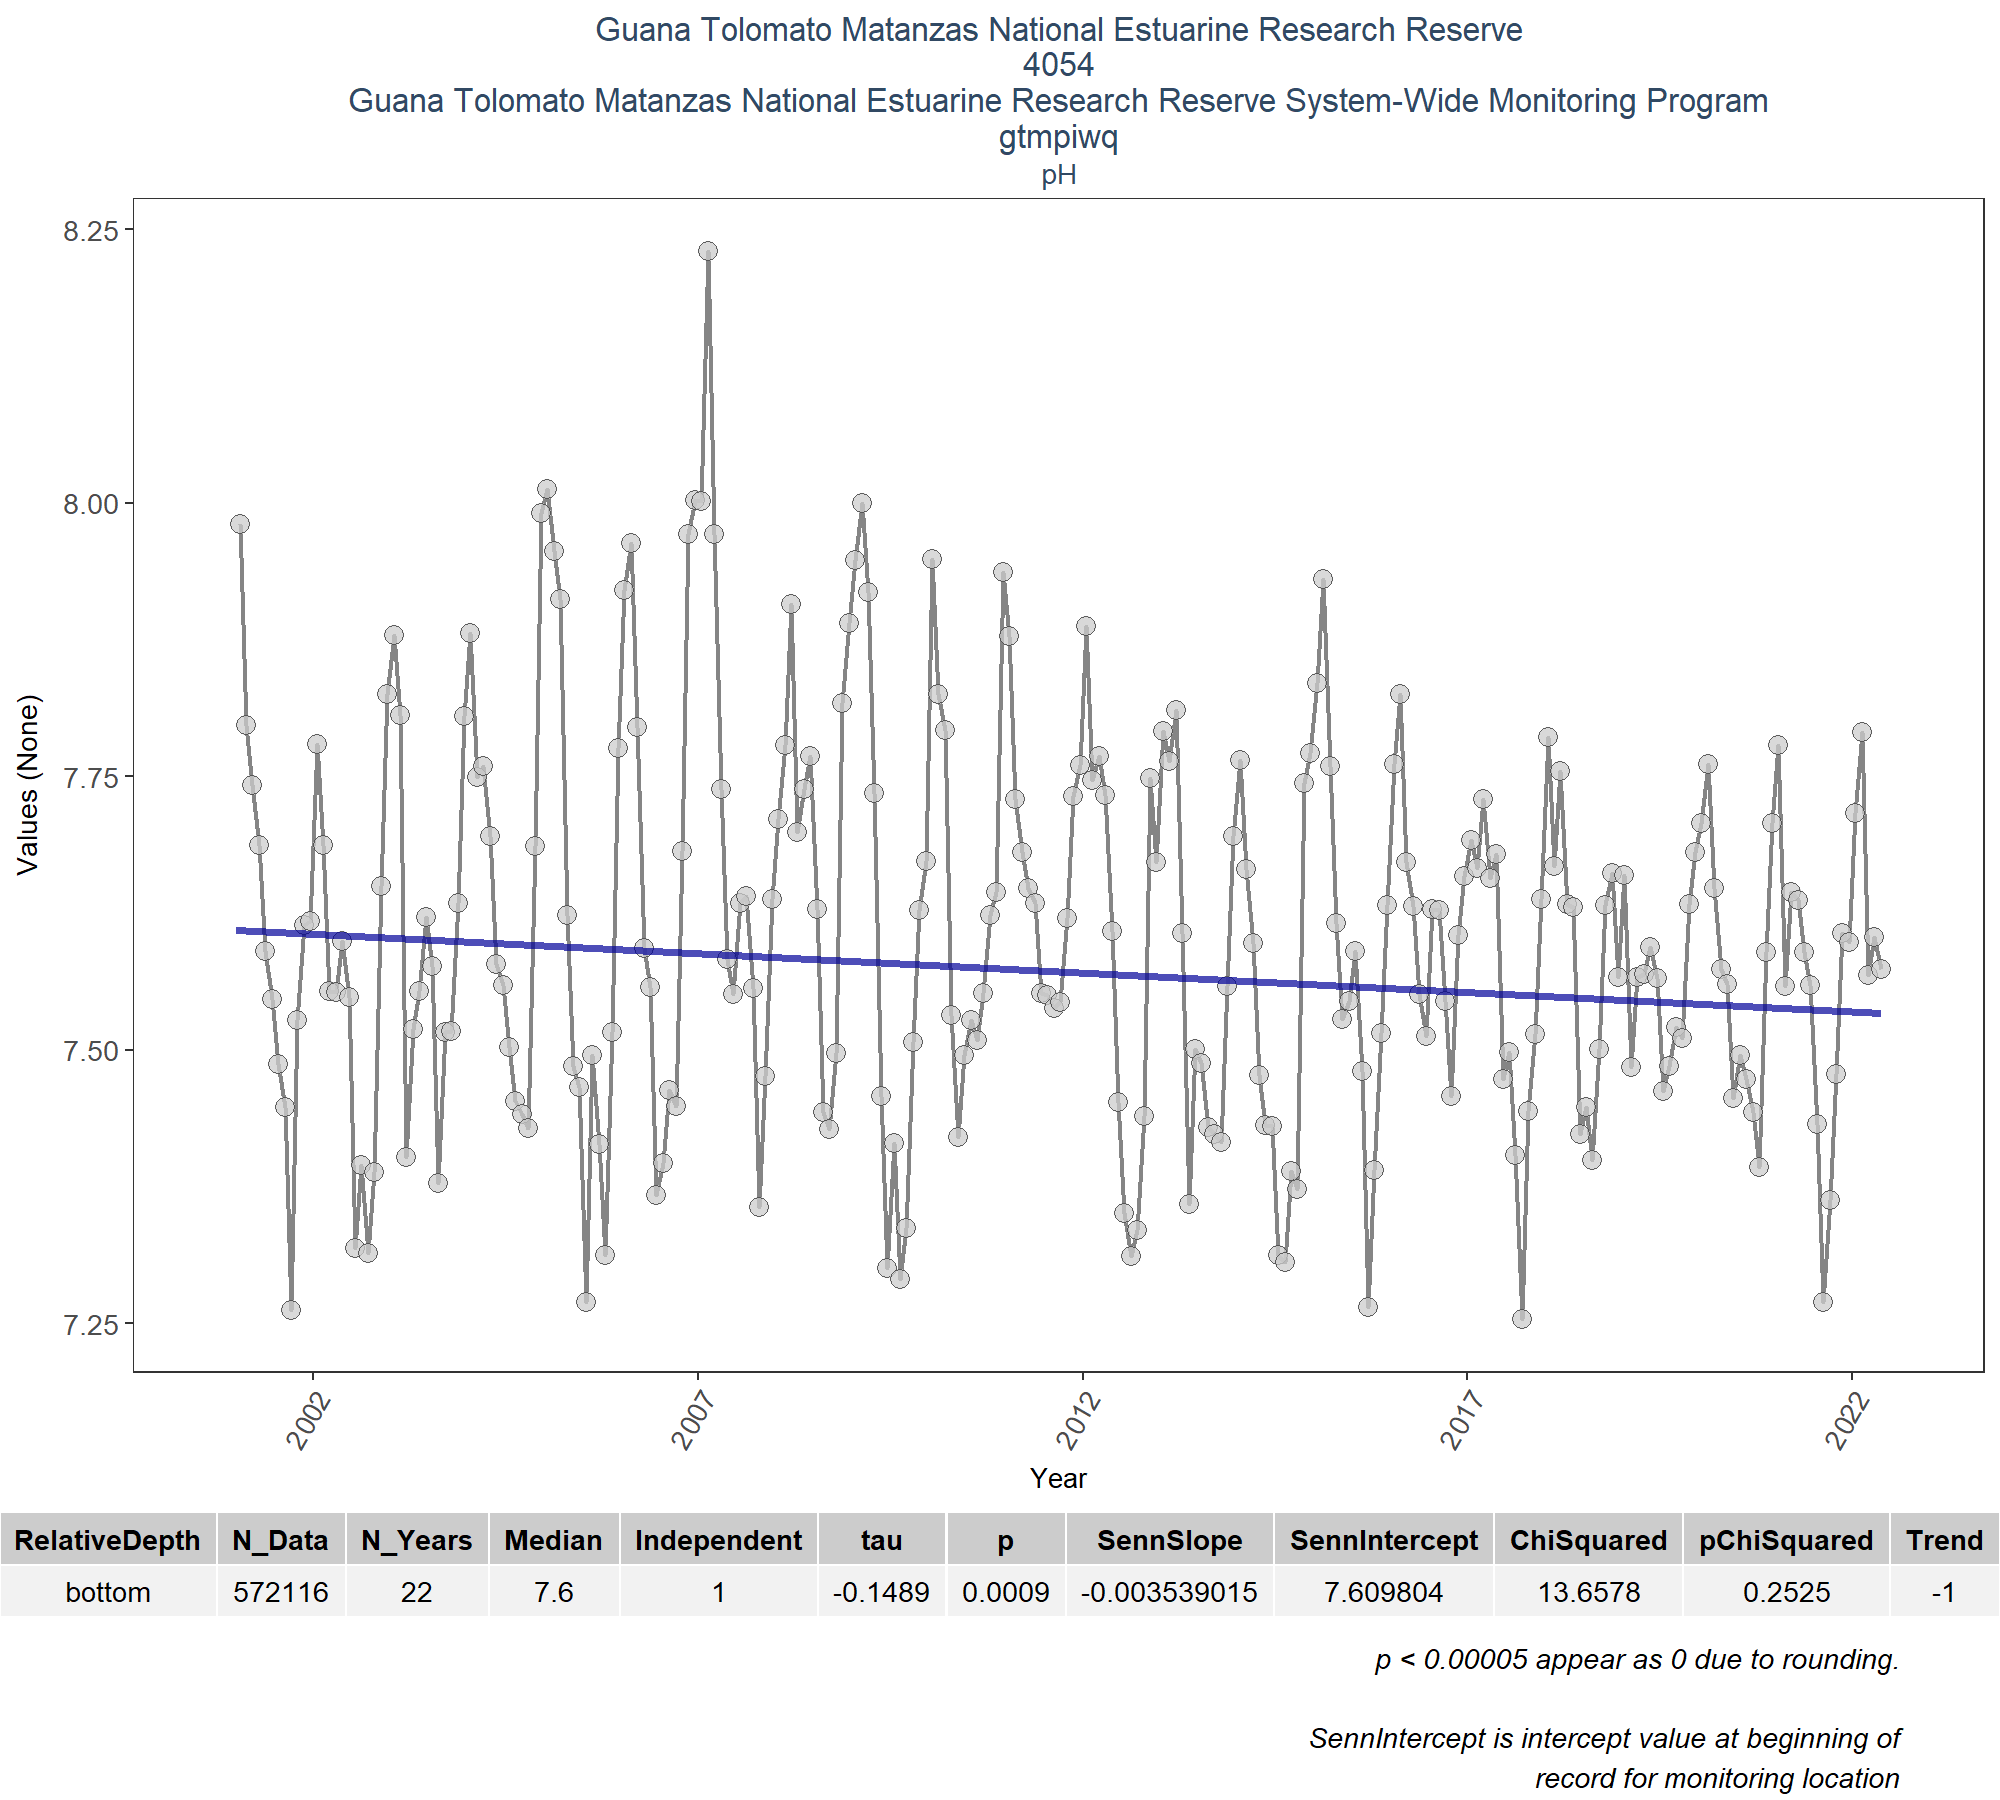 Guana Tolomato Matanzas National Estuarine Research Reserve
4054
Guana Tolomato Matanzas National Estuarine Research Reserve System-Wide Monitoring Program
gtmpiwq
pH
8.25
8.00
7.75
7.50
7.25
Values (None)
2002
2007
2012
2017
2022
Year
RelativeDepth N_Data N_Years Median Independent tau p SennSlope SennIntercept ChiSquared pChiSquared Trend
bottom 572116 22 7.6 1 -0.1489 0.0009 -0.003539015 7.609804 13.6578 0.2525 -1
p < 0.00005 appear as 0 due to rounding.
SennIntercept is intercept value at beginning of
record for monitoring location